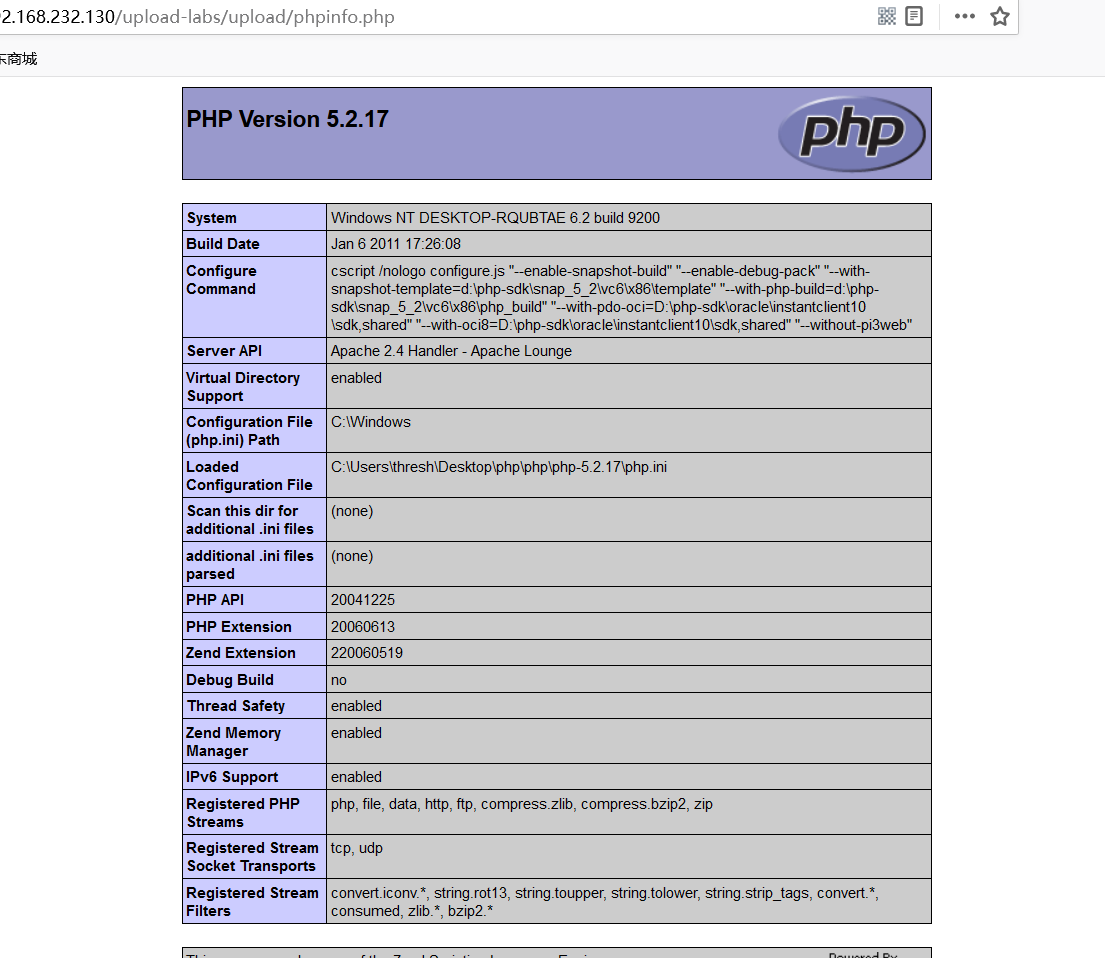 2.168.232.130/upload-labs/upload/phpinfo.php
东商城
PHP Version 5.2.17
php
System Windows NT DESKTOP-RQUBTAE 6.2 build 9200
Build Date Jan 6 2011 17:26:08
Configure Command
cscript /nologo configure.js "--enable-snapshot-build" "--enable-debug-pack" "--with-
snapshot-template=d:\php-sdk\snap_5_2\vc6\x86\template" "--with-php-build=d:\php-
sdk\snap_5_2\vc6\x86\php_build" "--with-pdo-oci=D:\php-sdk\oracle\instantclient10
\sdk,shared" "--with-oci8=D:\php-sdk\oracle\instantclient10\sdk,shared" "--without-pi3web"
Server API Apache 2.4 Handler - Apache Lounge
Virtual Directory
Support
enabled
Configuration File
(php.ini) Path
C:\Windows
Loaded
Configuration File
C:\Users\thresh\Desktop\php\php\php-5.2.17\php.ini
Scan this dir for
additional .ini files
(none)
additional .ini files
parsed
(none)
PHP API 20041225
PHP Extension 20060613
Zend Extension 220060519
Debug Build no
Thread Safety enabled
Zend Memory
Manager
enabled
IPv6 Support enabled
Registered PHP
Streams
php, file, data, http, ftp, compress.zlib, compress.bzip2, zip
Registered Stream
Socket Transports
tcp, udp
Registered Stream
Filters
convert.iconv.*, string.rot13, string.toupper, string.tolower, string.strip_tags, convert.*,
consumed, zlib.*, bzip2.*
Powered By